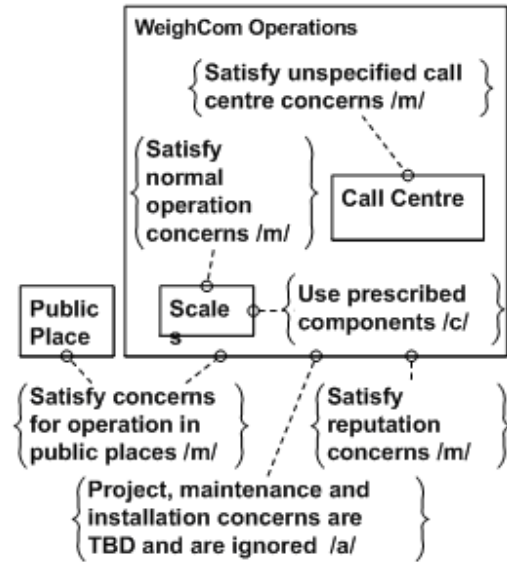 WeighCom Operations
Satisfy unspecified call
centre concerns /m/
Satisfy
normal
operation
concerns /m/
Call Centre
Public
Place
Scale
s
Use prescribed
components /c/
Satisfy concerns
for operation in
public places /m/
Satisfy
reputation
concerns /m/
Project, maintenance and
installation concerns are
TBD and are ignored /a/